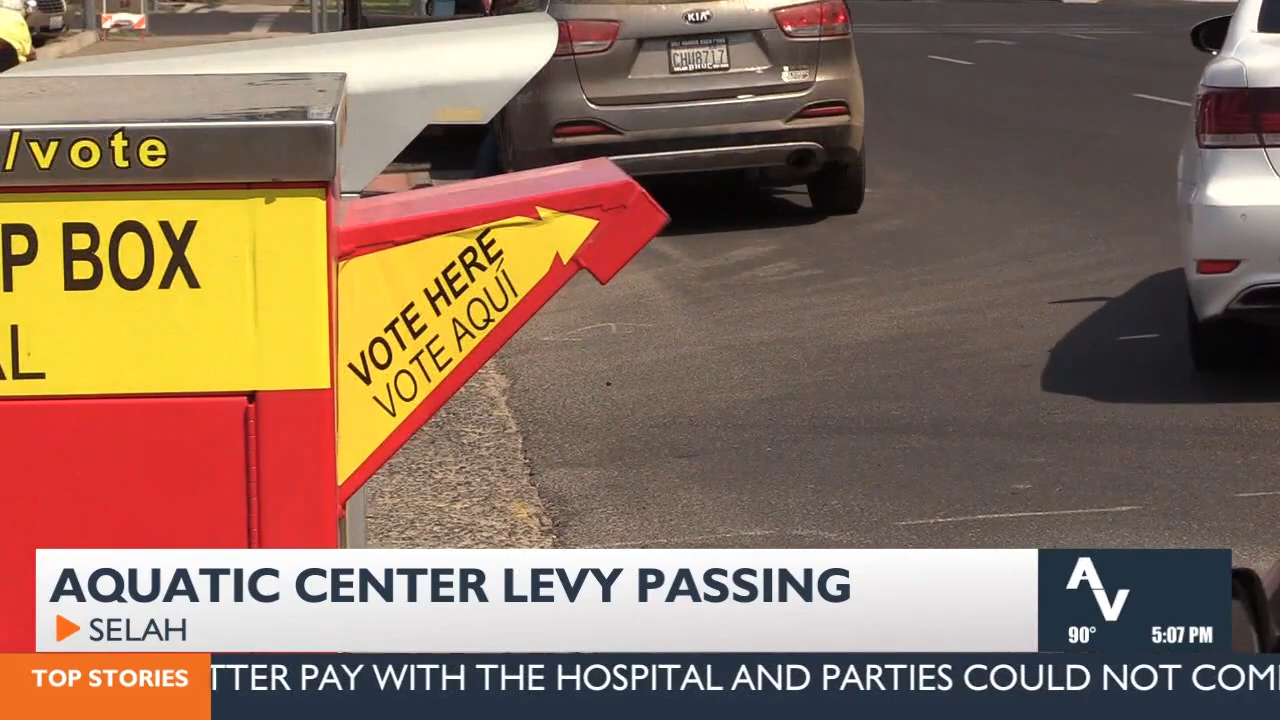 /vote
P BOX
AL
VOTE HERE
VOTE AQUÍ
KIA
AQUATIC CENTER LEVY PASSING
SELAH
AV
90° 5:07 PM
TOP STORIES
TTER PAY WITH THE HOSPITAL AND PARTIES COULD NOT COM